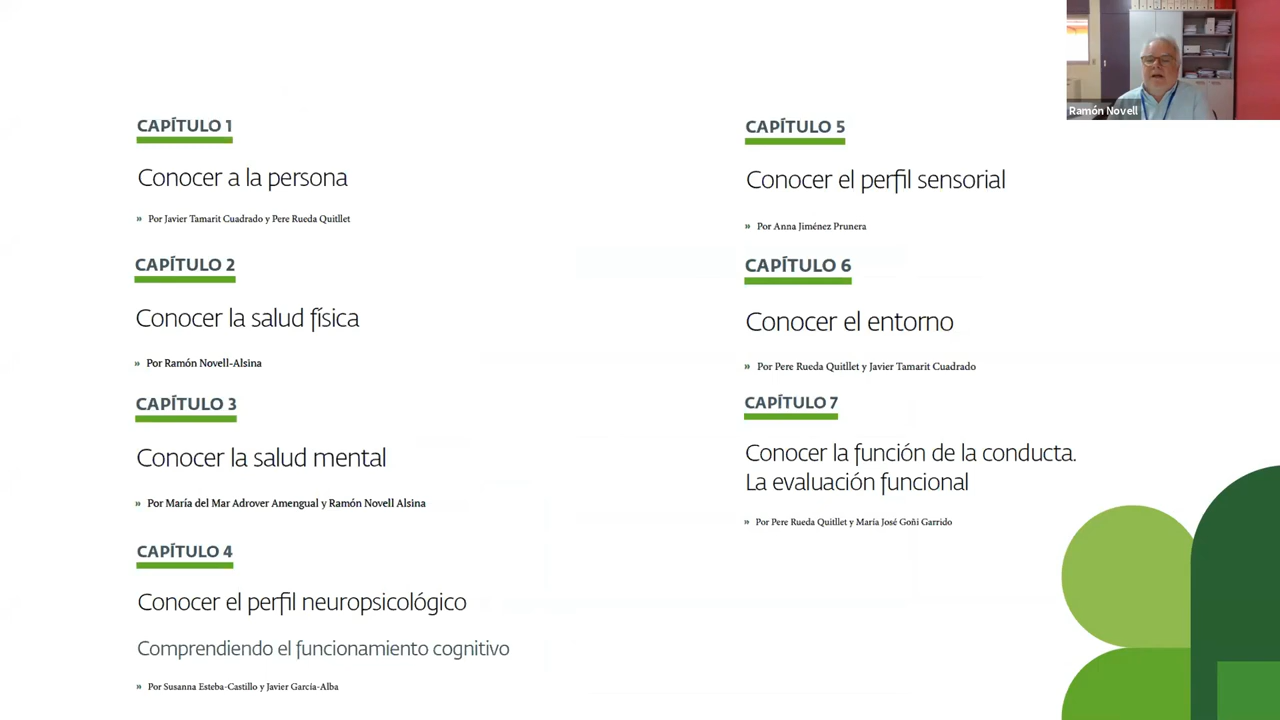 CAPÍTULO 1
Conocer a la persona
» Por Javier Tamarit Cuadrado y Pere Rueda Quitllet
CAPÍTULO 2
Conocer la salud física
» Por Ramón Novell-Alsina
CAPÍTULO 3
Conocer la salud mental
» Por María del Mar Adrover Amengual y Ramón Novell Alsina
CAPÍTULO 4
Conocer el perfil neuropsicológico
Comprendiendo el funcionamiento cognitivo
» Por Susanna Esteba-Castillo y Javier García-Alba
CAPÍTULO 5
Conocer el perfil sensorial
» Por Anna Jiménez Prunera
CAPÍTULO 6
Conocer el entorno
» Por Pere Rueda Quitllet y Javier Tamarit Cuadrado
CAPÍTULO 7
Conocer la función de la conducta.
La evaluación funcional
» Por Pere Rueda Quitllet y María José Goñi Garrido
Ramón Novell